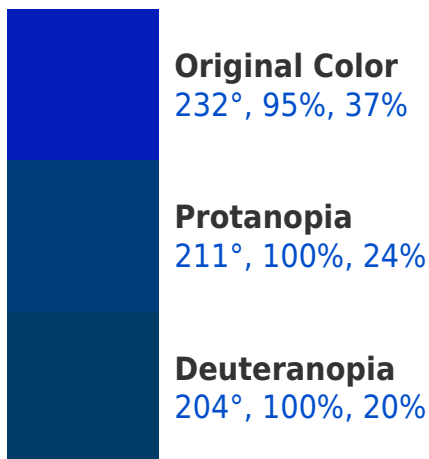 Original Color
232°, 95%, 37%
Protanopia
211°, 100%, 24%
Deuteranopia
204°, 100%, 20%